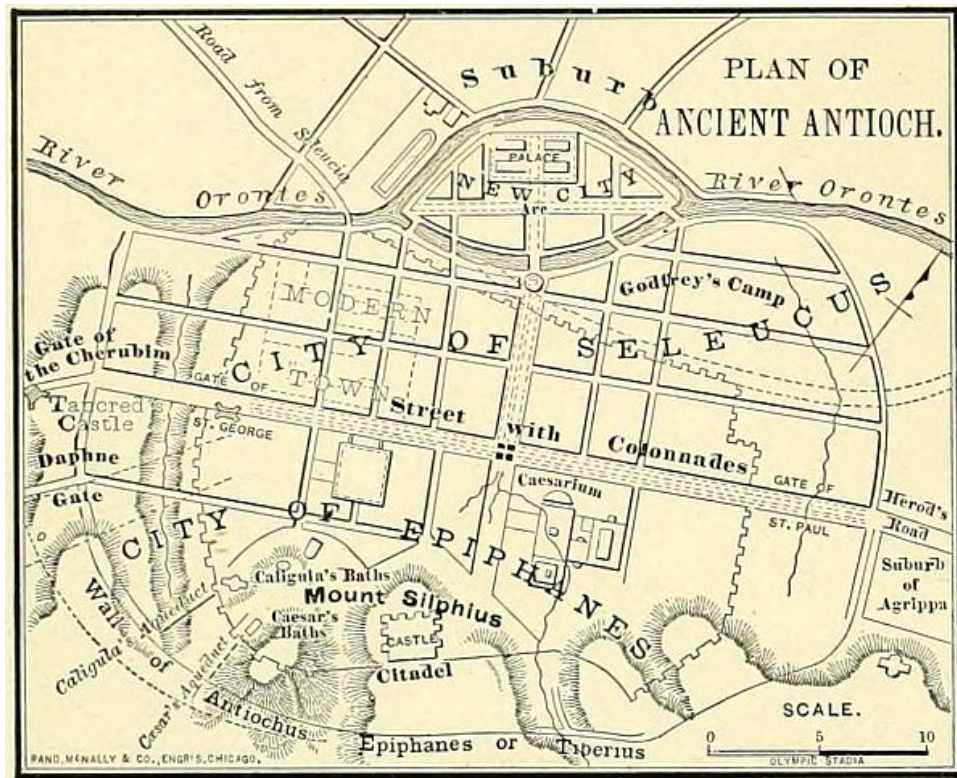 PLAN OF
ANCIENT ANTIOCH.
Suburb
Road from Seleucia
River Orontes
River Orontes
PALACE
NEW CITY
Arc
Godfrey's Camp
MODERN
TOWN
CITY OF SELEUCUS
Gate of
the Cherubim
GATE OF
ST. GEORGE
Tancred's
Castle
Street with Colonnades
Daphne
Gate
Caesarium
GATE OF
ST. PAUL
Herod's
Road
Suburb
of
Agrippa
CITY OF EPIPHANES
Caligula's Baths
Mount Silphius
Caesar's
Baths
CASTLE
Citadel
Caligula Aqueduct
Caesar's Aqueduct
Wall of Antiochus Epiphanes or Tiberius
SCALE.
0 5 10
OLYMPIC STADIA
RAND, McNALLY & CO., ENGR'S, CHICAGO.